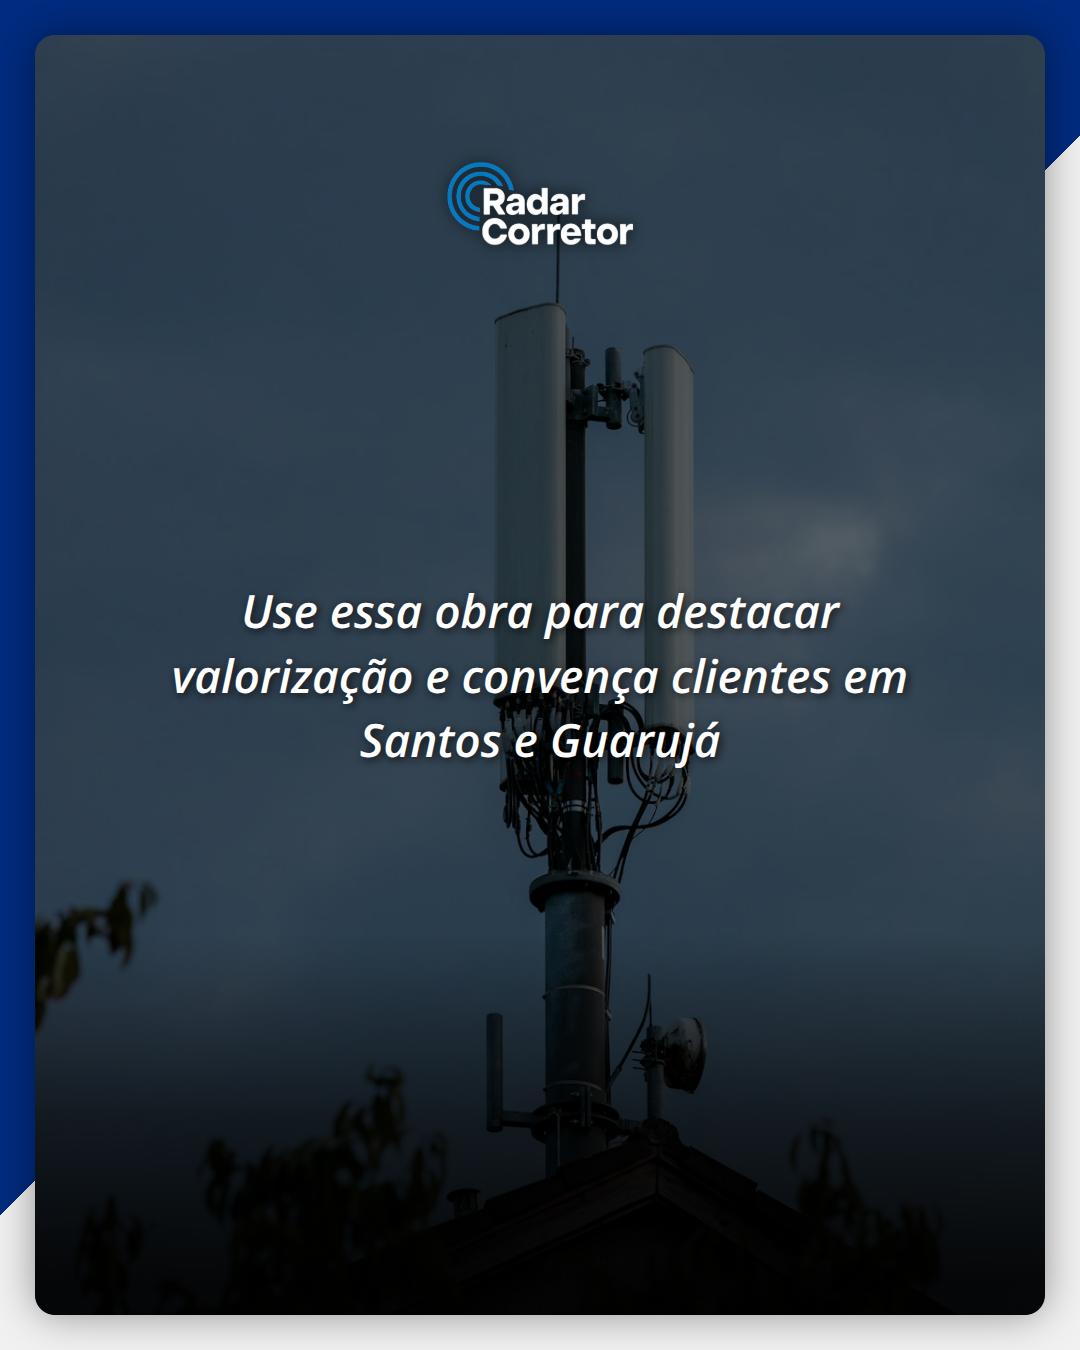 Radar
Corretor
Use essa obra para destacar
valorização e convença clientes em
Santos e Guarujá